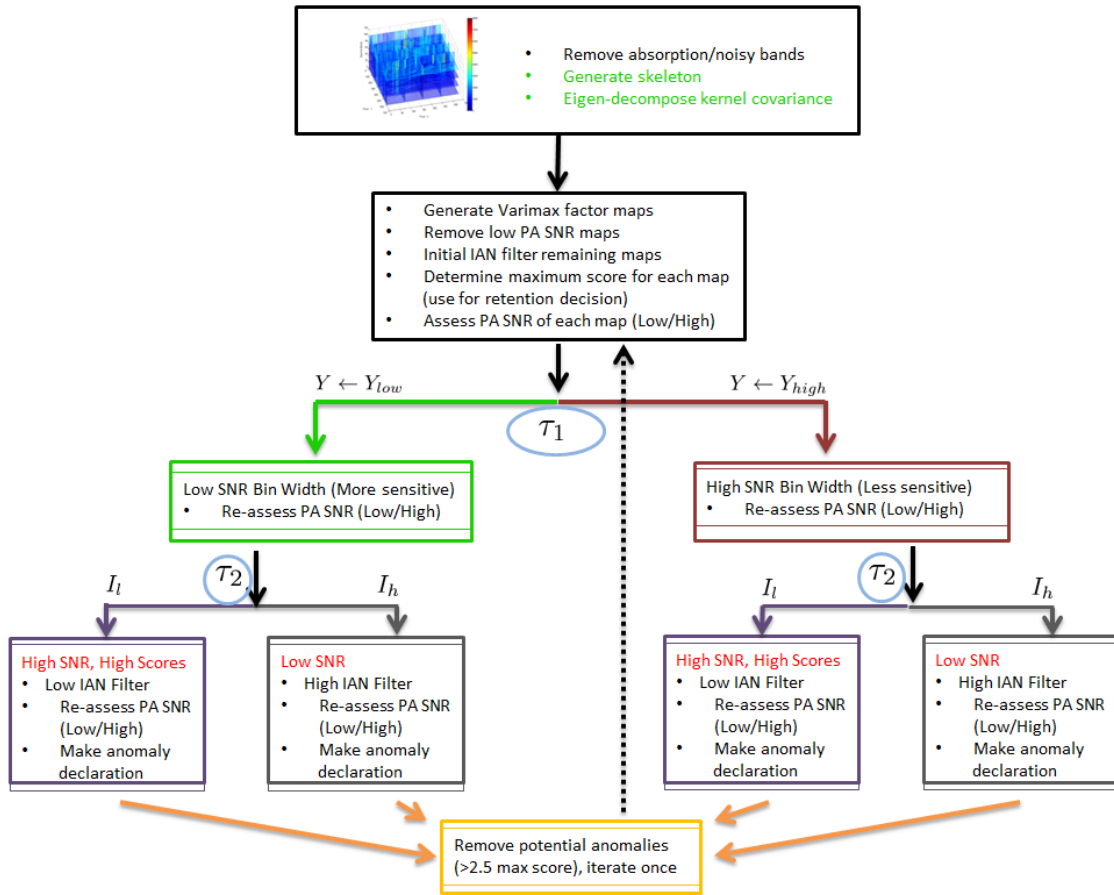 • Remove absorption/noisy bands
• Generate skeleton
• Eigen-decompose kernel covariance
• Generate Varimax factor maps
• Remove low PA SNR maps
• Initial IAN filter remaining maps
• Determine maximum score for each map
(use for retention decision)
• Assess PA SNR of each map (Low/High)
Y ← Y_low
Y ← Y_high
τ₁
Low SNR Bin Width (More sensitive)
• Re-assess PA SNR (Low/High)
High SNR Bin Width (Less sensitive)
• Re-assess PA SNR (Low/High)
τ₂
I_l
I_h
τ₂
I_l
I_h
High SNR, High Scores
• Low IAN Filter
• Re-assess PA SNR
(Low/High)
• Make anomaly
declaration
Low SNR
• High IAN Filter
• Re-assess PA SNR
(Low/High)
• Make anomaly
declaration
High SNR, High Scores
• Low IAN Filter
• Re-assess PA SNR
(Low/High)
• Make anomaly
declaration
Low SNR
• High IAN Filter
• Re-assess PA SNR
(Low/High)
• Make anomaly
declaration
Remove potential anomalies
(>2.5 max score), iterate once